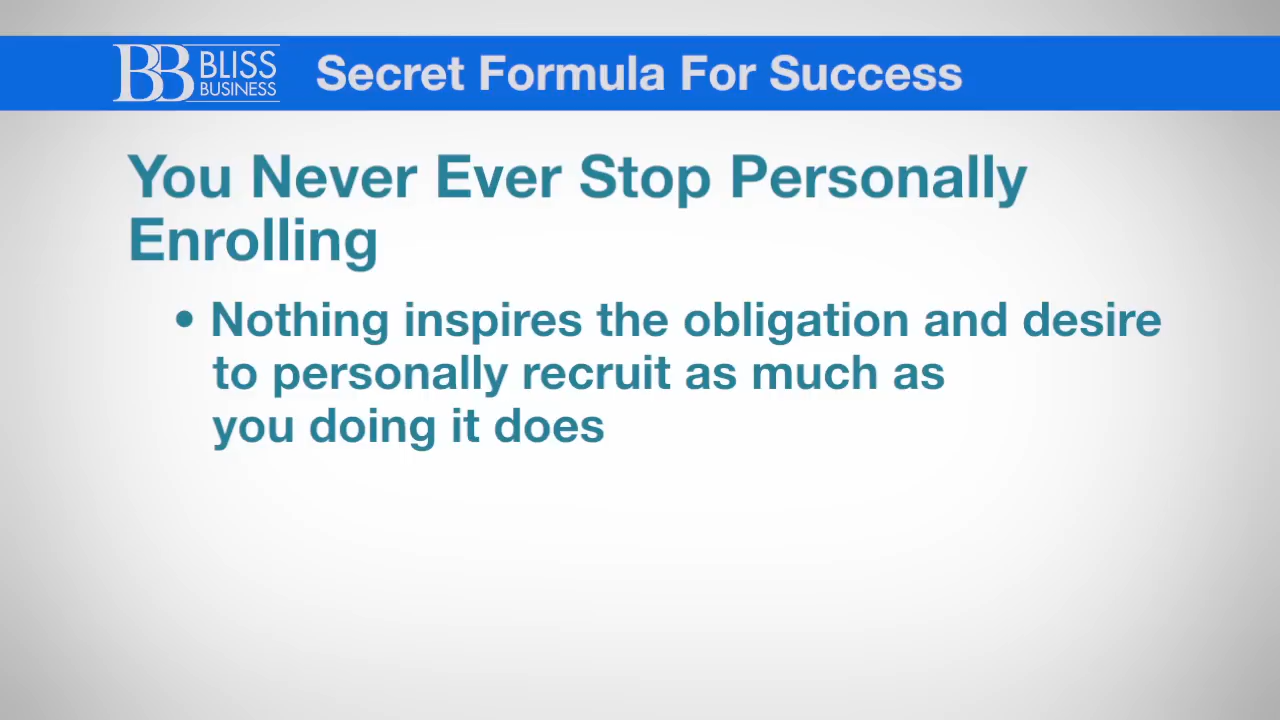 BB BLISS BUSINESS
Secret Formula For Success
You Never Ever Stop Personally
Enrolling
• Nothing inspires the obligation and desire
to personally recruit as much as
you doing it does